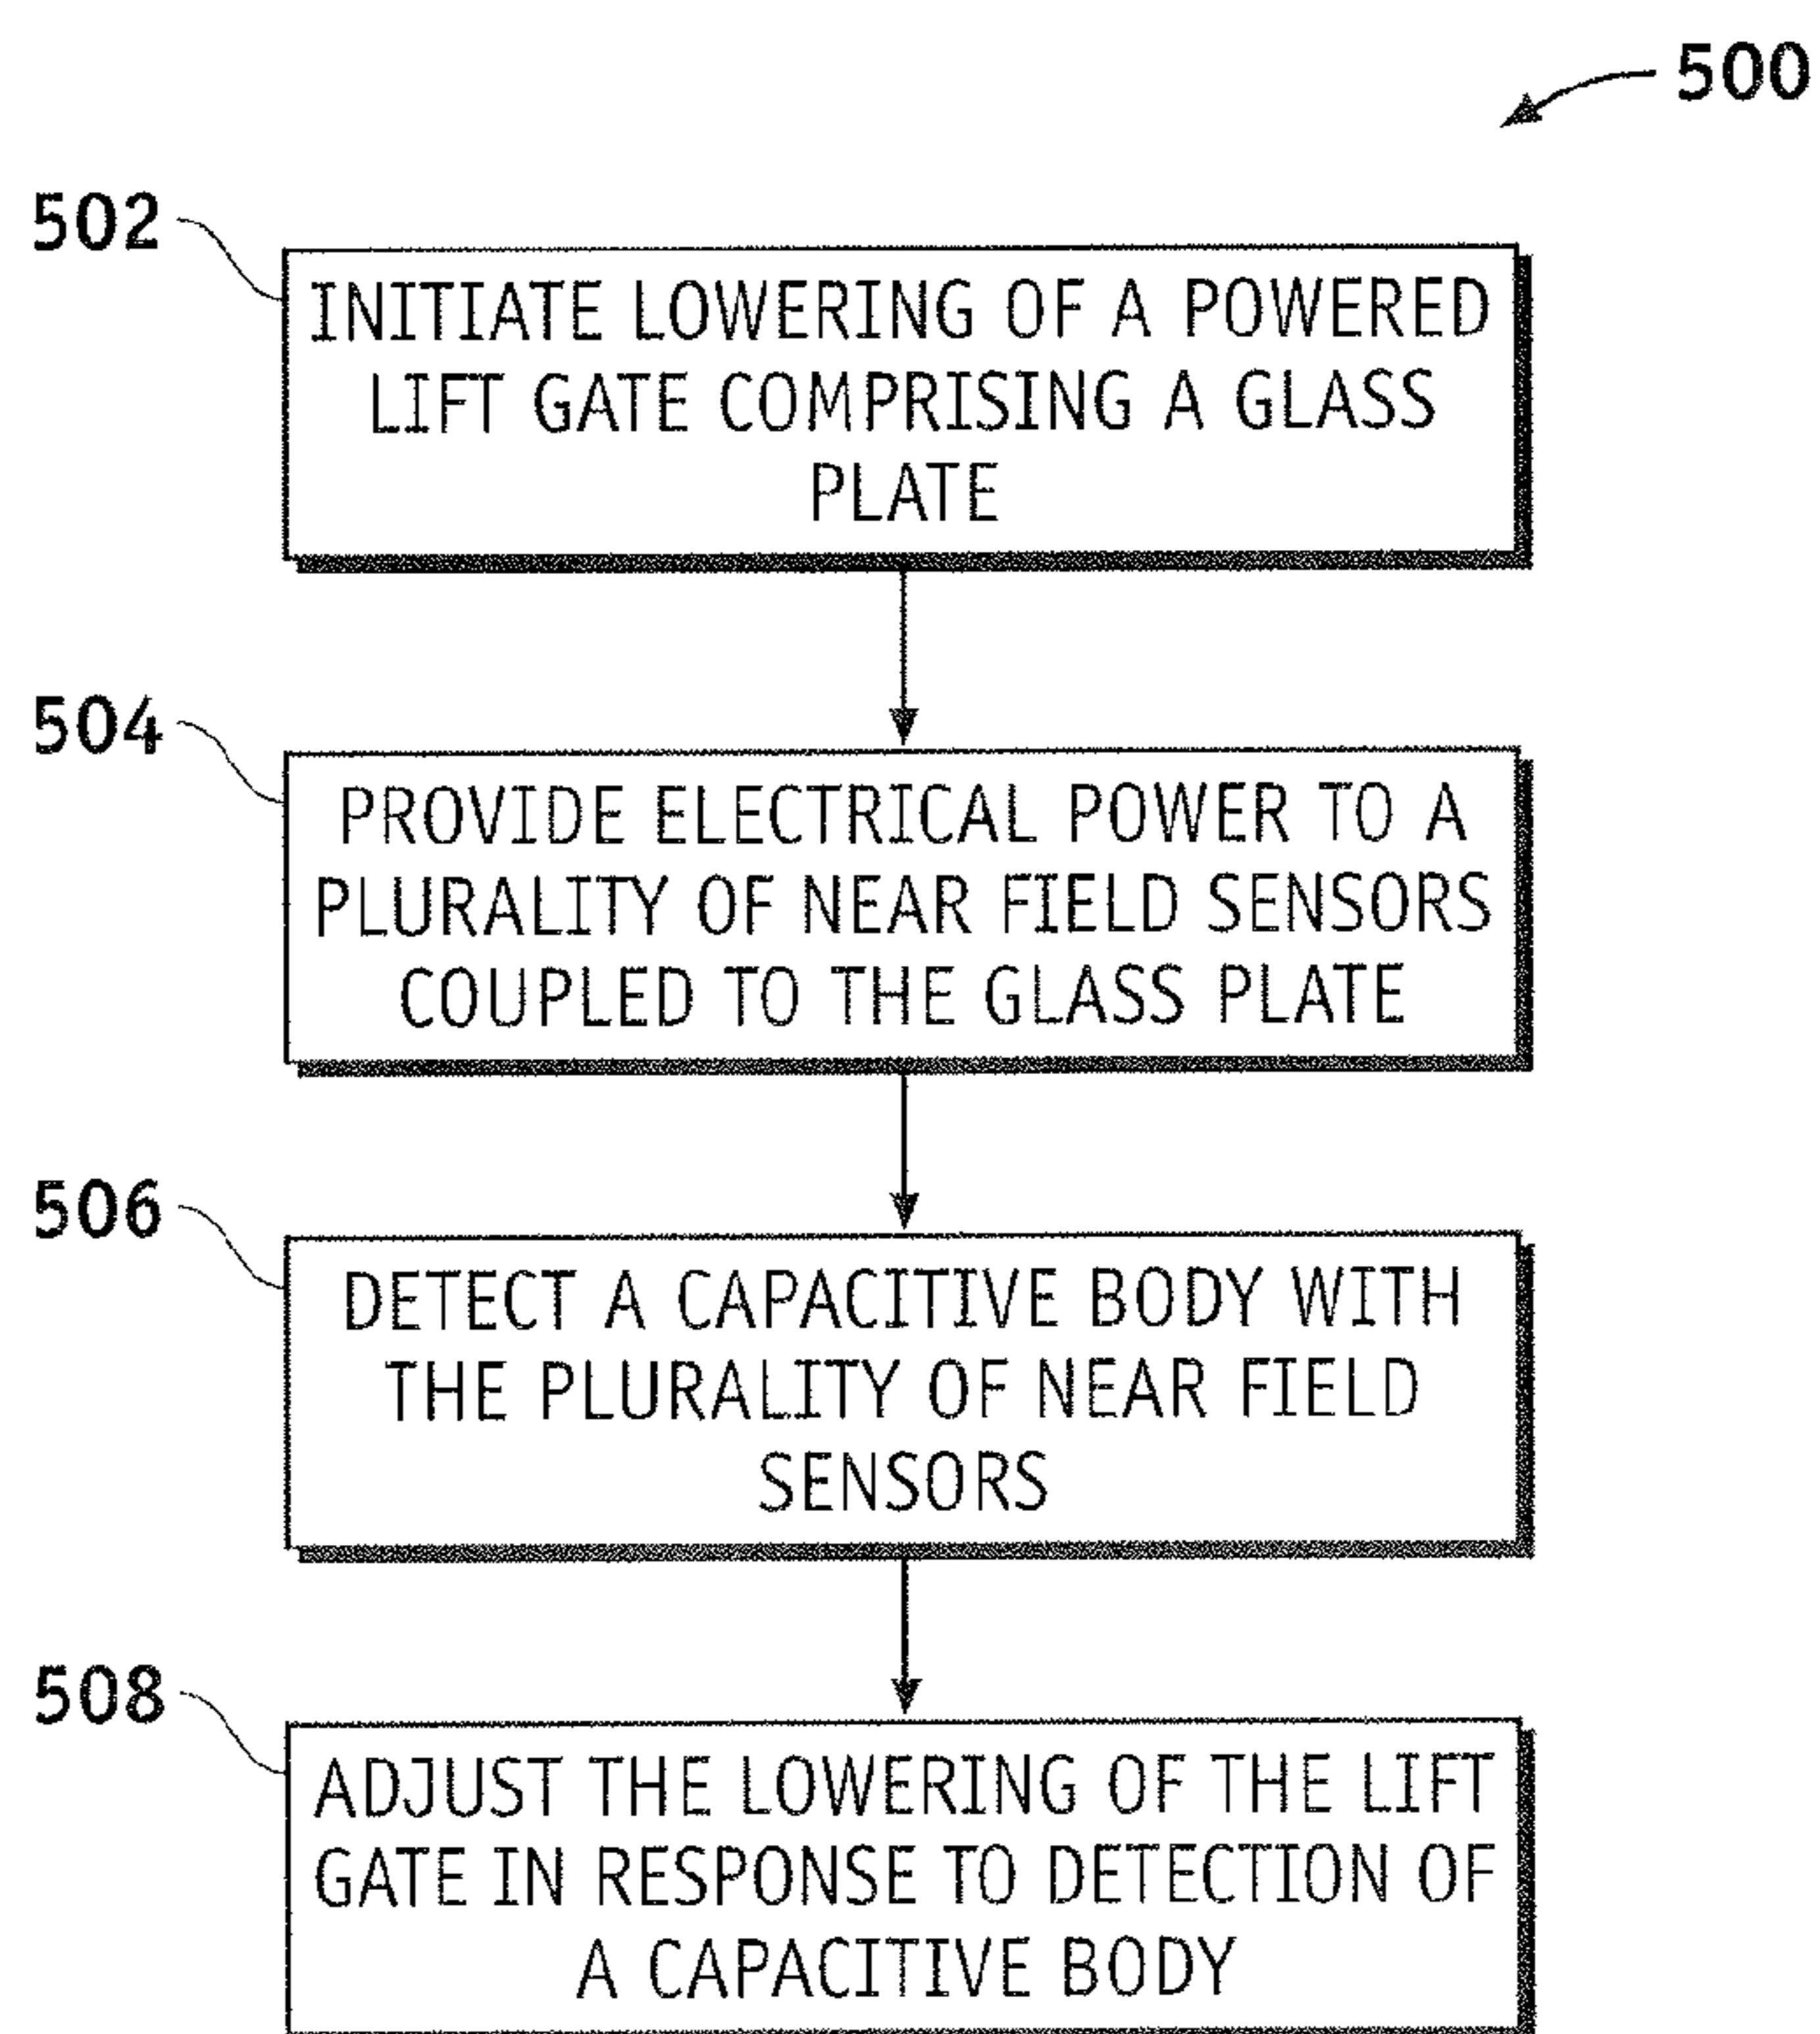 500
502
INITIATE LOWERING OF A POWERED
LIFT GATE COMPRISING A GLASS
PLATE
504
PROVIDE ELECTRICAL POWER TO A
PLURALITY OF NEAR FIELD SENSORS
COUPLED TO THE GLASS PLATE
506
DETECT A CAPACITIVE BODY WITH
THE PLURALITY OF NEAR FIELD
SENSORS
508
ADJUST THE LOWERING OF THE LIFT
GATE IN RESPONSE TO DETECTION OF
A CAPACITIVE BODY